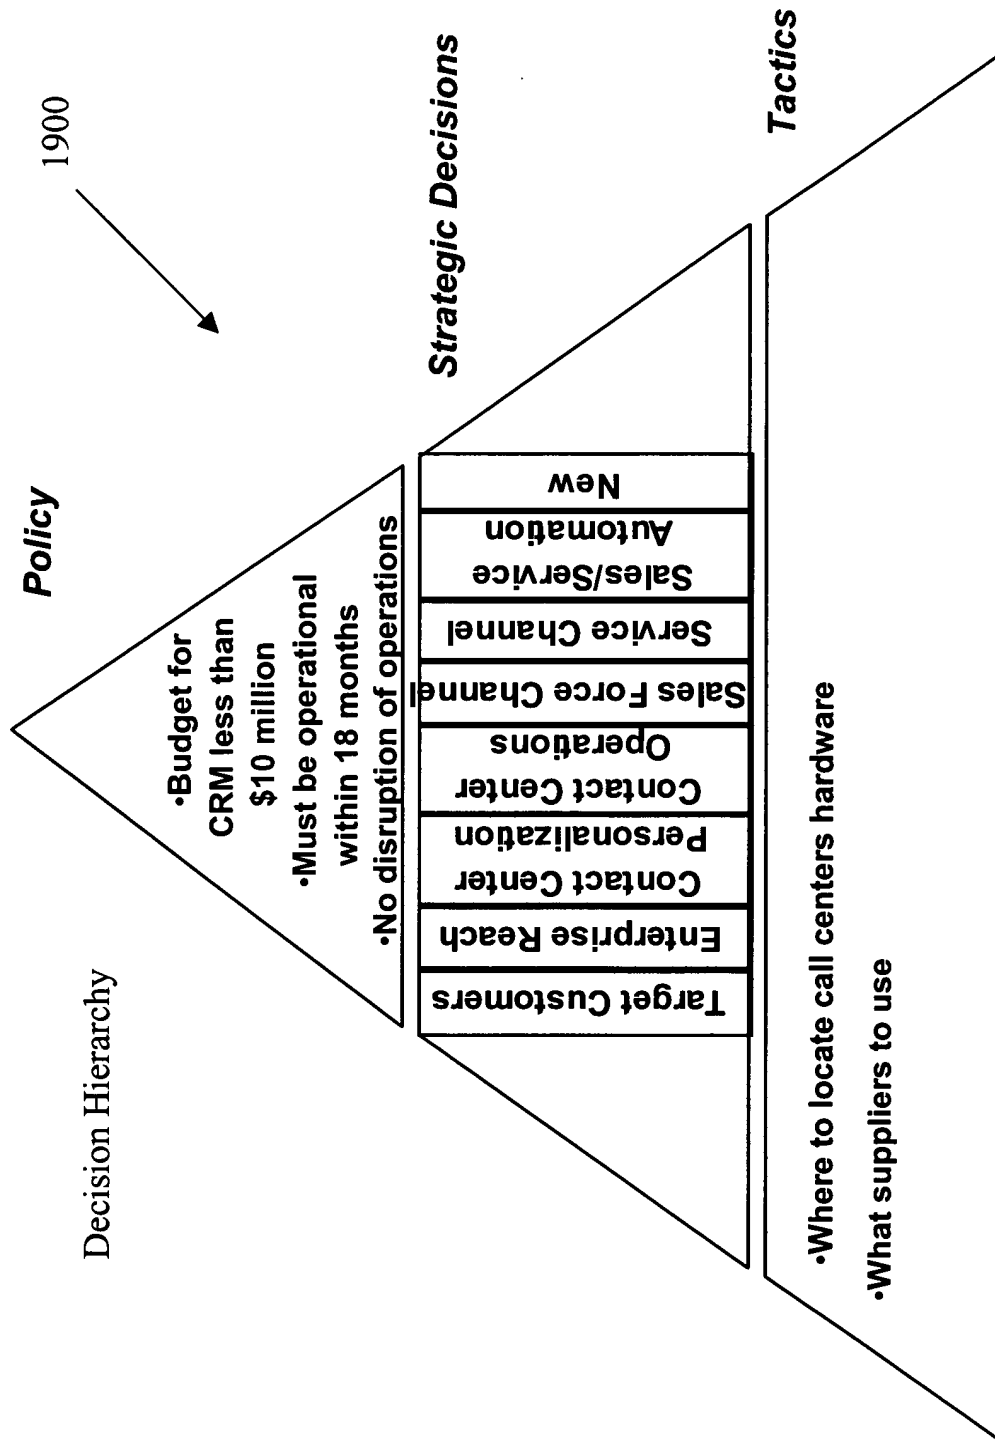 Decision Hierarchy
1900
Policy
•Budget for
CRM less than
$10 million
•Must be operational
within 18 months
•No disruption of operations
Strategic Decisions
Target Customers
Enterprise Reach
Contact Center
Personalization
Contact Center
Operations
Sales Force Channel
Service Channel
Sales/Service
Automation
New
Tactics
•Where to locate call centers hardware
•What suppliers to use